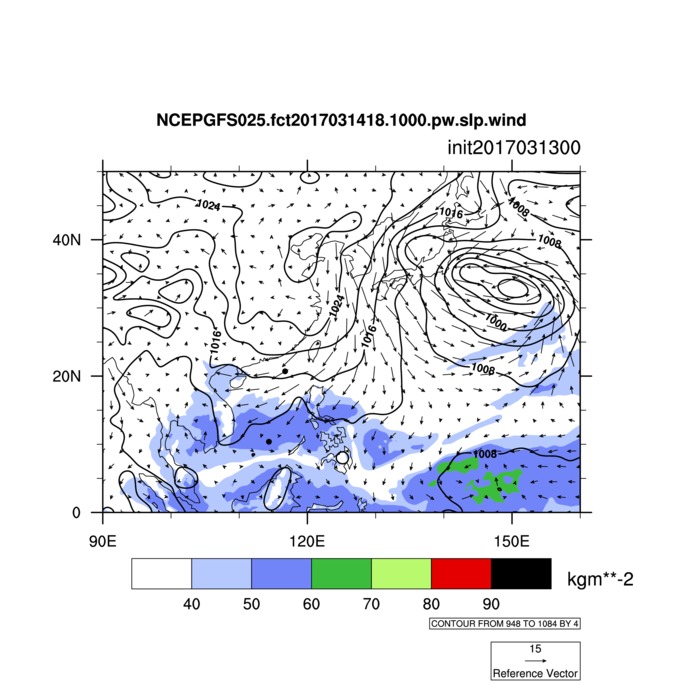 NCEPGFS025.fct2017031418.1000.pw.slp.wind
init2017031300
1024
1016
1008
40N
1008
1024
1000
1016
1016
20N
1008
1008
0
90E 120E 150E
40 50 60 70 80 90
kgm**-2
CONTOUR FROM 948 TO 1084 BY 4
15
Reference Vector